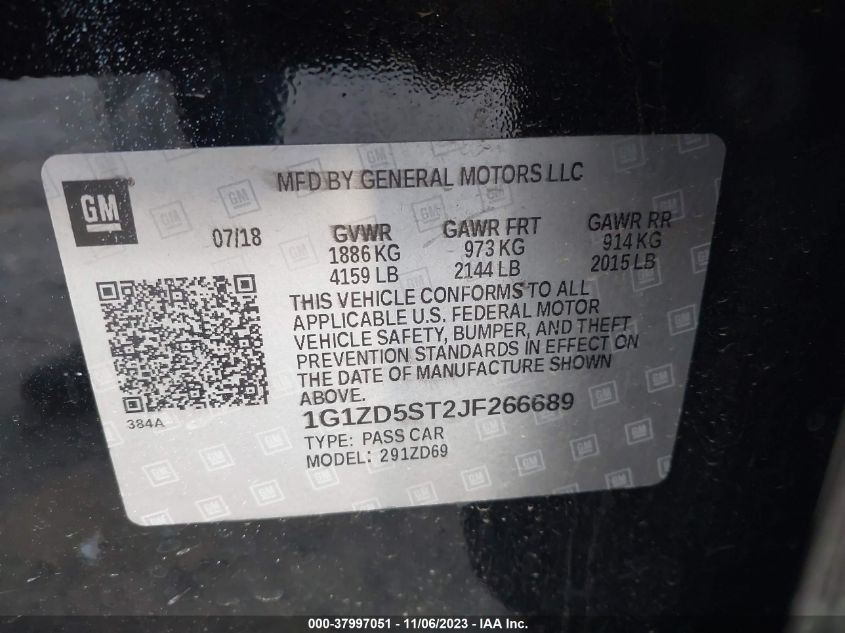 MFD BY GENERAL MOTORS LLC
GM
07/18
GVWR GAWR FRT GAWR RR
1886 KG 973 KG 914 KG
4159 LB 2144 LB 2015 LB
THIS VEHICLE CONFORMS TO ALL
APPLICABLE U.S. FEDERAL MOTOR
VEHICLE SAFETY, BUMPER, AND THEFT
PREVENTION STANDARDS IN EFFECT ON
THE DATE OF MANUFACTURE SHOWN
ABOVE.
384A
1G1ZD5ST2JF266689
TYPE: PASS CAR
MODEL: 291ZD69
000-37997051 - 11/06/2023 - IAA Inc.